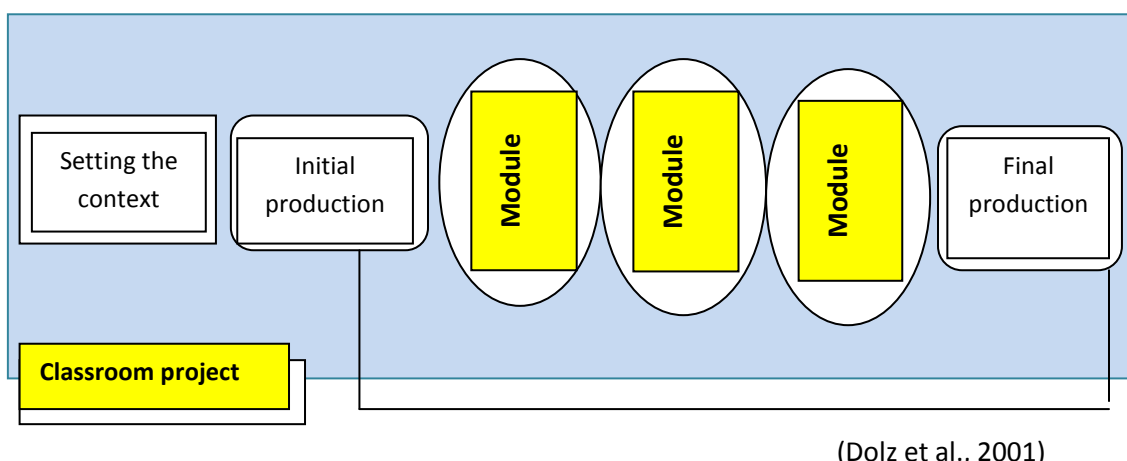 Setting the
context
Initial
production
Module
Module
Module
Final
production
Classroom project
(Dolz et al., 2001)